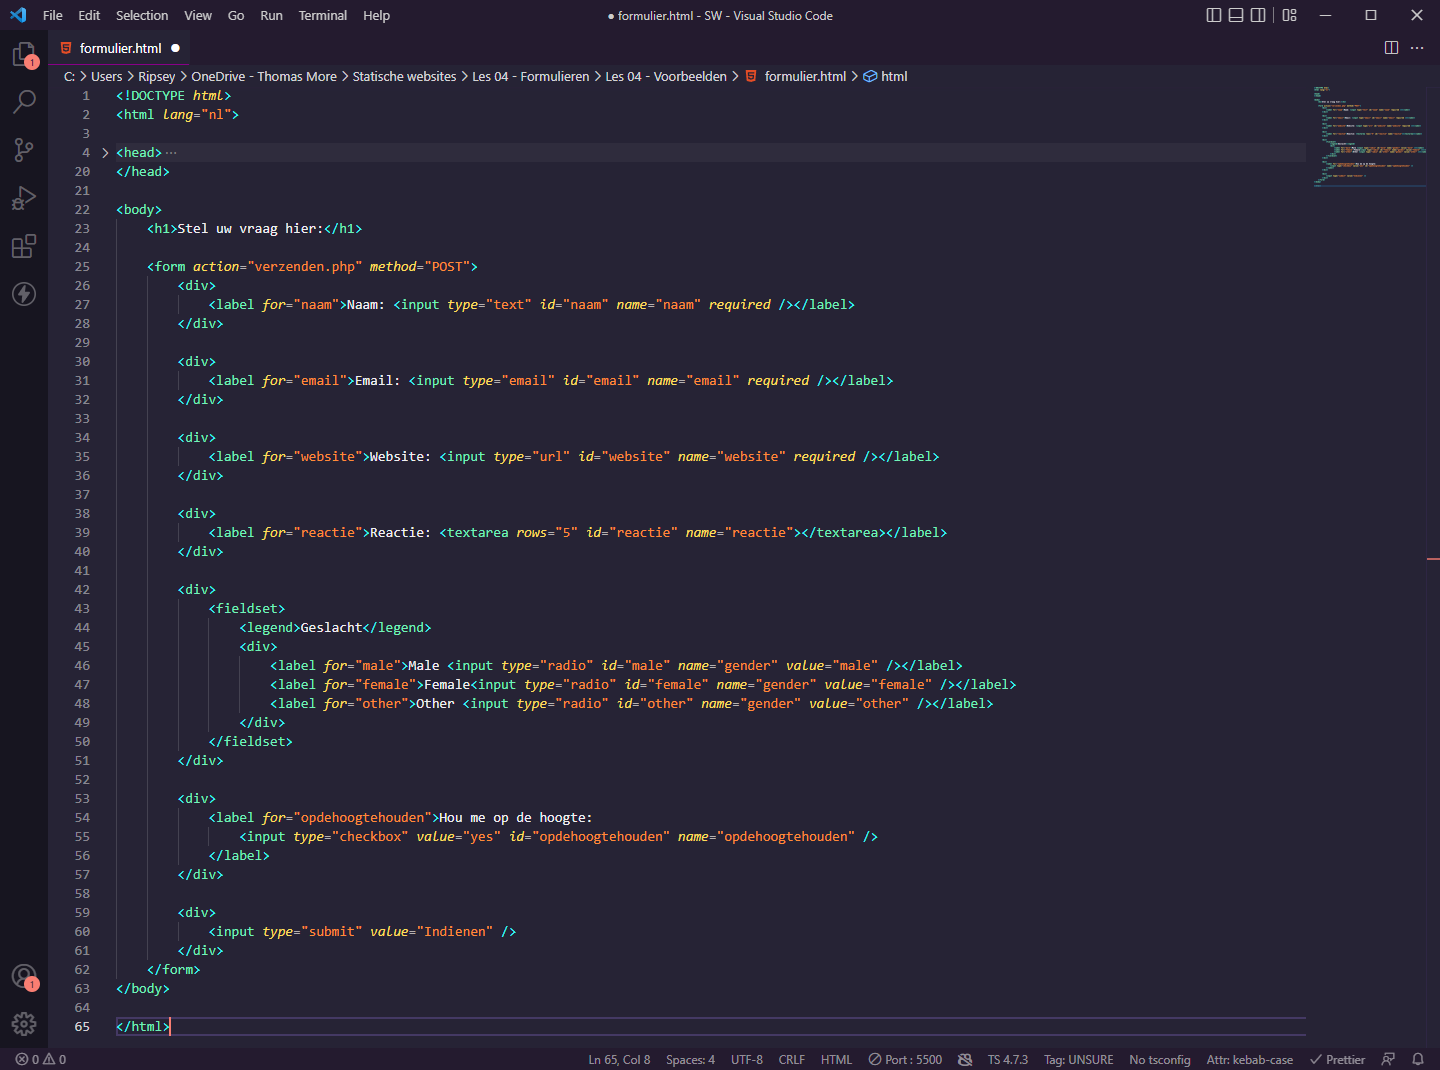 File Edit Selection View Go Run Terminal Help
● formulier.html - SW - Visual Studio Code
formulier.html ●
C: > Users > Ripsey > OneDrive - Thomas More > Statische websites > Les 04 - Formulieren > Les 04 - Voorbeelden > formulier.html > html
1 <!DOCTYPE html>
2 <html lang="nl">
3
4 <head> ···
20 </head>
21
22 <body>
23 <h1>Stel uw vraag hier:</h1>
24
25 <form action="verzenden.php" method="POST">
26 <div>
27 <label for="naam">Naam: <input type="text" id="naam" name="naam" required /></label>
28 </div>
29
30 <div>
31 <label for="email">Email: <input type="email" id="email" name="email" required /></label>
32 </div>
33
34 <div>
35 <label for="website">Website: <input type="url" id="website" name="website" required /></label>
36 </div>
37
38 <div>
39 <label for="reactie">Reactie: <textarea rows="5" id="reactie" name="reactie"></textarea></label>
40 </div>
41
42 <div>
43 <fieldset>
44 <legend>Geslacht</legend>
45 <div>
46 <label for="male">Male <input type="radio" id="male" name="gender" value="male" /></label>
47 <label for="female">Female<input type="radio" id="female" name="gender" value="female" /></label>
48 <label for="other">Other <input type="radio" id="other" name="gender" value="other" /></label>
49 </div>
50 </fieldset>
51 </div>
52
53 <div>
54 <label for="opdehoogtehouden">Hou me op de hoogte:
55 <input type="checkbox" value="yes" id="opdehoogtehouden" name="opdehoogtehouden" />
56 </label>
57 </div>
58
59 <div>
60 <input type="submit" value="Indienen" />
61 </div>
62 </form>
63 </body>
64
65 </html>
1
1
0 0
Ln 65, Col 8 Spaces: 4 UTF-8 CRLF HTML Port : 5500 TS 4.7.3 Tag: UNSURE No tsconfig Attr: kebab-case Prettier